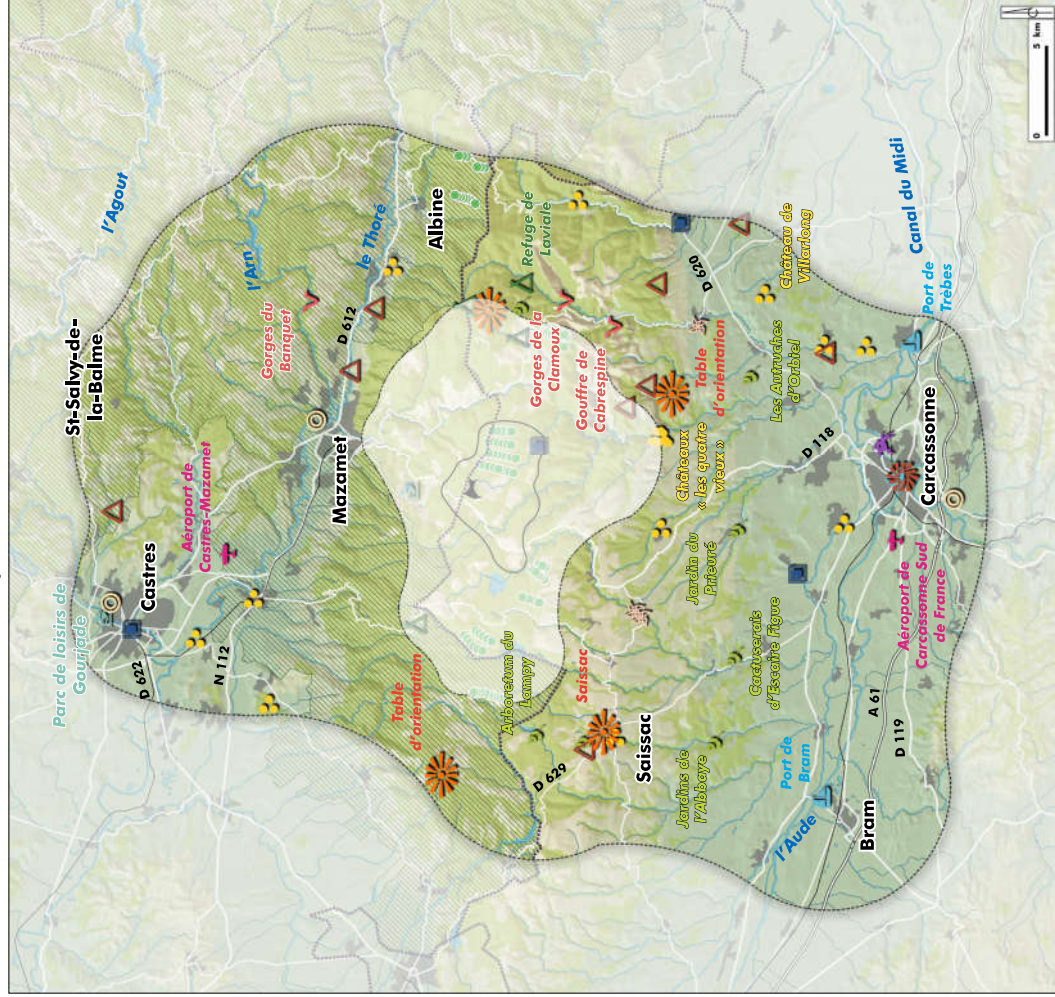 Parc de loisirs de
Gourjade
Castres
D 622
N 112
Aéroport de
Castres-Mazamet
St-Salvy-de-
la-Balme
l'Agout
l'Arn
Gorges du
Banquet
le Thoré
D 612
Mazamet
Albine
Refuge de
Laviale
Table
d'orientation
Arboretum du
Lampy
D 629
Saissac
Saissac
Gorges de la
Clamoux
Gouffre de
Cabrespine
Table
d'orientation
D 620
Châteaux
« les quatre
vieux »
D 118
Jardin du
Prieuré
Les Autruches
d'Orbiel
Château de
Villarlong
Canal du Midi
Port de
Trèbes
Jardins de
l'Abbaye
Cactuserais
d'Escaire Figue
Port de
Bram
l'Aude
Bram
A 61
D 119
Aéroport de
Carcassonne Sud
de France
Carcassonne
0
5 km